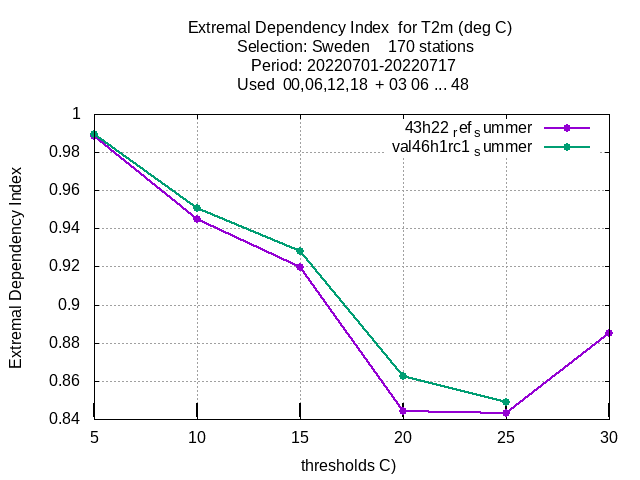 Extremal Dependency Index  for T2m (deg C)
Selection: Sweden    170 stations
Period: 20220701-20220717
Used  00,06,12,18  + 03 06 ... 48
43h22 ref summer
val46h1rc1 summer
1
0.98
0.96
0.94
0.92
0.9
0.88
0.86
0.84
Extremal Dependency Index
5 10 15 20 25 30
thresholds C)